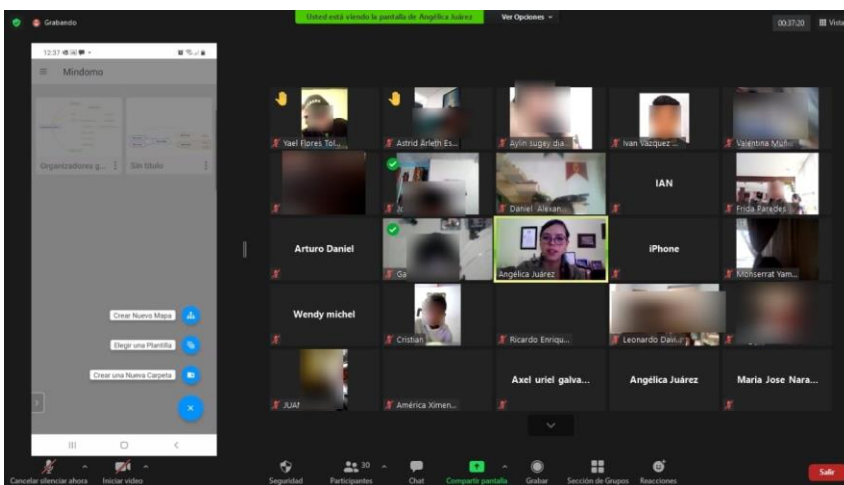 Grabando
Usted está viendo la pantalla de Angélica Juárez
Ver Opciones
00:37:20
Vista
12:37
Mindomo
Organizadores g...
Sin título
Crear Nuevo Mapa
Elegir una Plantilla
Crear una Nueva Carpeta
Yael Flores Tol...
Astrid Arleth Es...
Aylin sugey dia...
Ivan Vazquez
Valentina Muñ...
Daniel Alexan...
IAN
Frida Paredes
Arturo Daniel
Ga
Angélica Juárez
iPhone
Monserrat Yam...
Wendy michel
Cristian
Ricardo Enriqu...
Leonardo Davi...
JUAN
América Ximen...
Axel uriel galva...
Angélica Juárez
Maria Jose Nara...
Cancelar silenciar ahora
Iniciar video
Seguridad
30
Participantes
Chat
Compartir pantalla
Grabar
Sección de Grupos
Reacciones
Salir